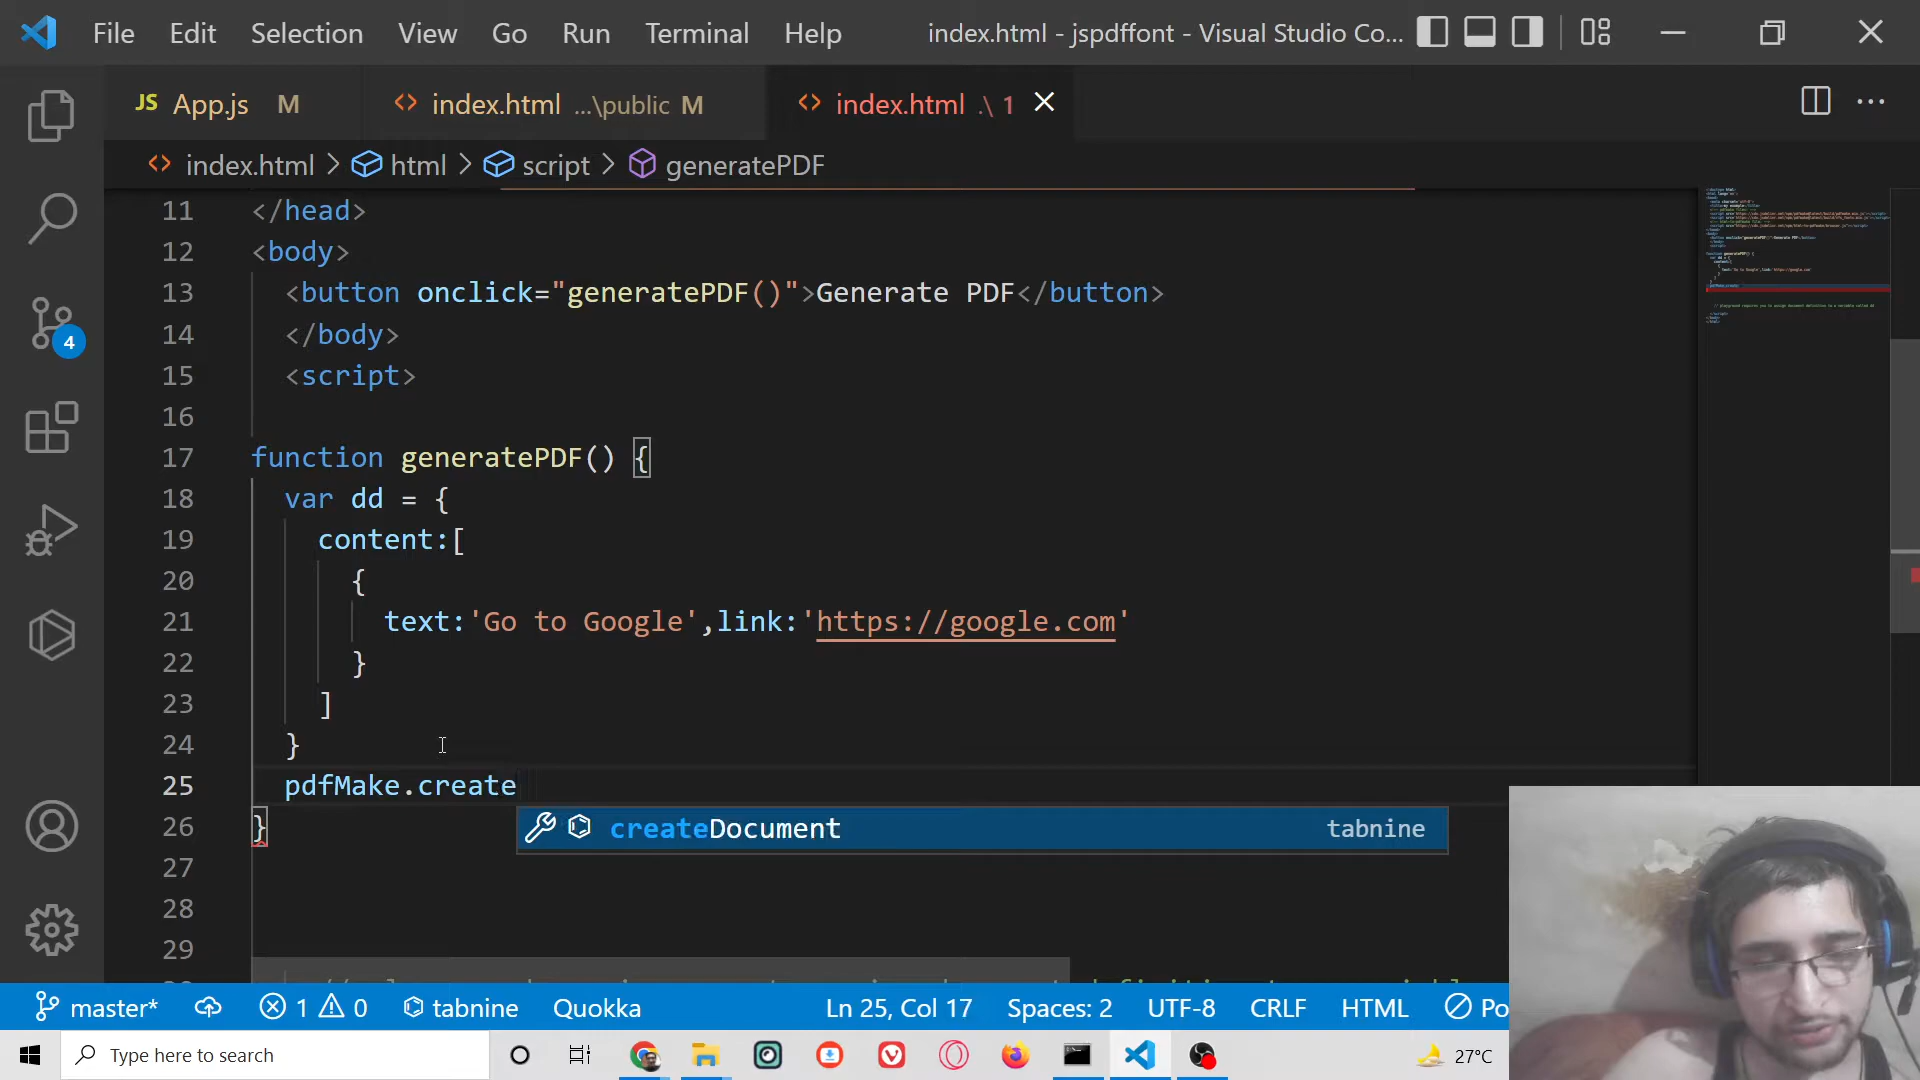 File Edit Selection View Go Run Terminal Help index.html - jspdffont - Visual Studio Co...
JS App.js M index.html ...\public M index.html .\ 1
index.html > html > script > generatePDF
11 </head>
12 <body>
13 <button onclick="generatePDF()">Generate PDF</button>
14 </body>
15 <script>
16
17 function generatePDF() {
18 var dd = {
19 content:[
20 {
21 text:'Go to Google',link:'https://google.com'
22 }
23 ]
24 }
25 pdfMake.create
26 }
createDocument tabnine
27
28
29
4
master* 1 0 tabnine Quokka Ln 25, Col 17 Spaces: 2 UTF-8 CRLF HTML Po
Type here to search 27°C